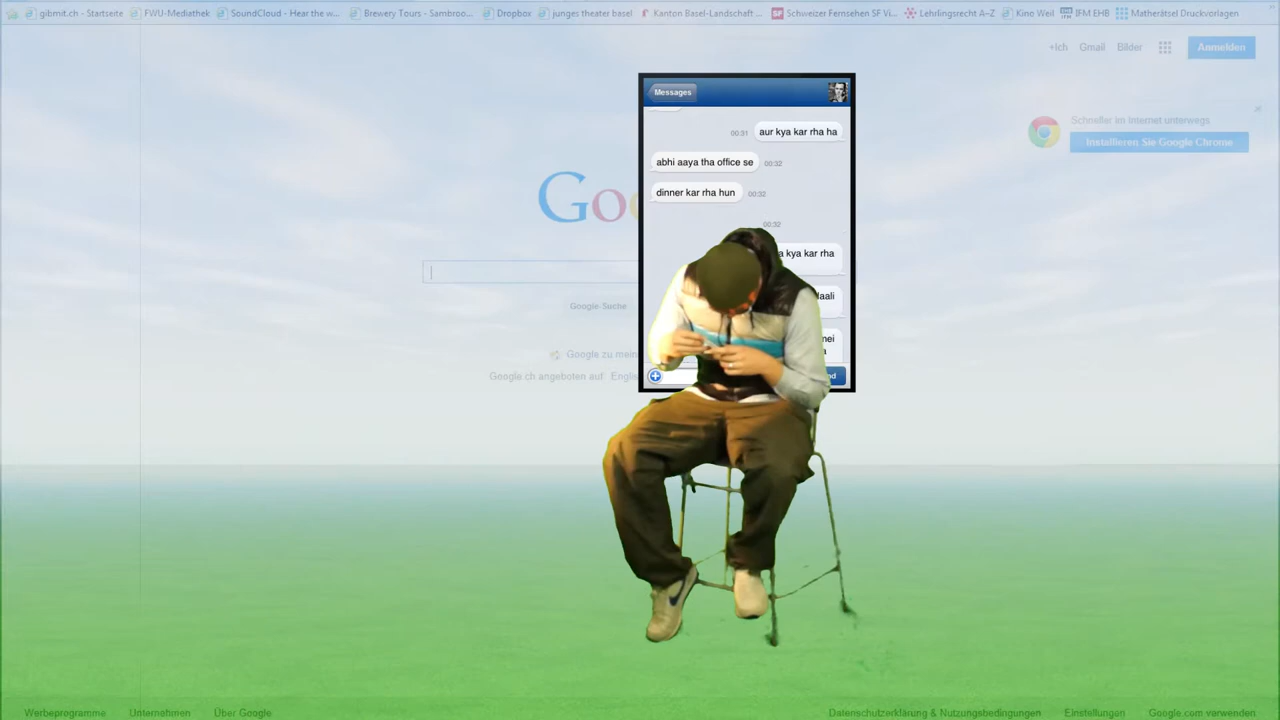 gibmit.ch - Startseite FWU-Mediathek SoundCloud - Hear the w... Brewery Tours - Sambroo... Dropbox junges theater basel Kanton Basel-Landschaft ... Schweizer Fernsehen SF Vi... Lehrlingsrecht A-Z Kino Weil IFM EHB Matherätsel Druckvorlagen
+Ich Gmail Bilder Anmelden
Messages
Schneller im Internet unterwegs
Installieren Sie Google Chrome
00:31 aur kya kar rha ha
abhi aaya tha office se 00:32
dinner kar rha hun 00:32
Goo
00:32
kya kar rha
Google-Suche
Google zu meine
Google.ch angeboten auf: Englis
Werbeprogramme Unternehmen Über Google Datenschutzerklärung & Nutzungsbedingungen Einstellungen Google.com verwenden